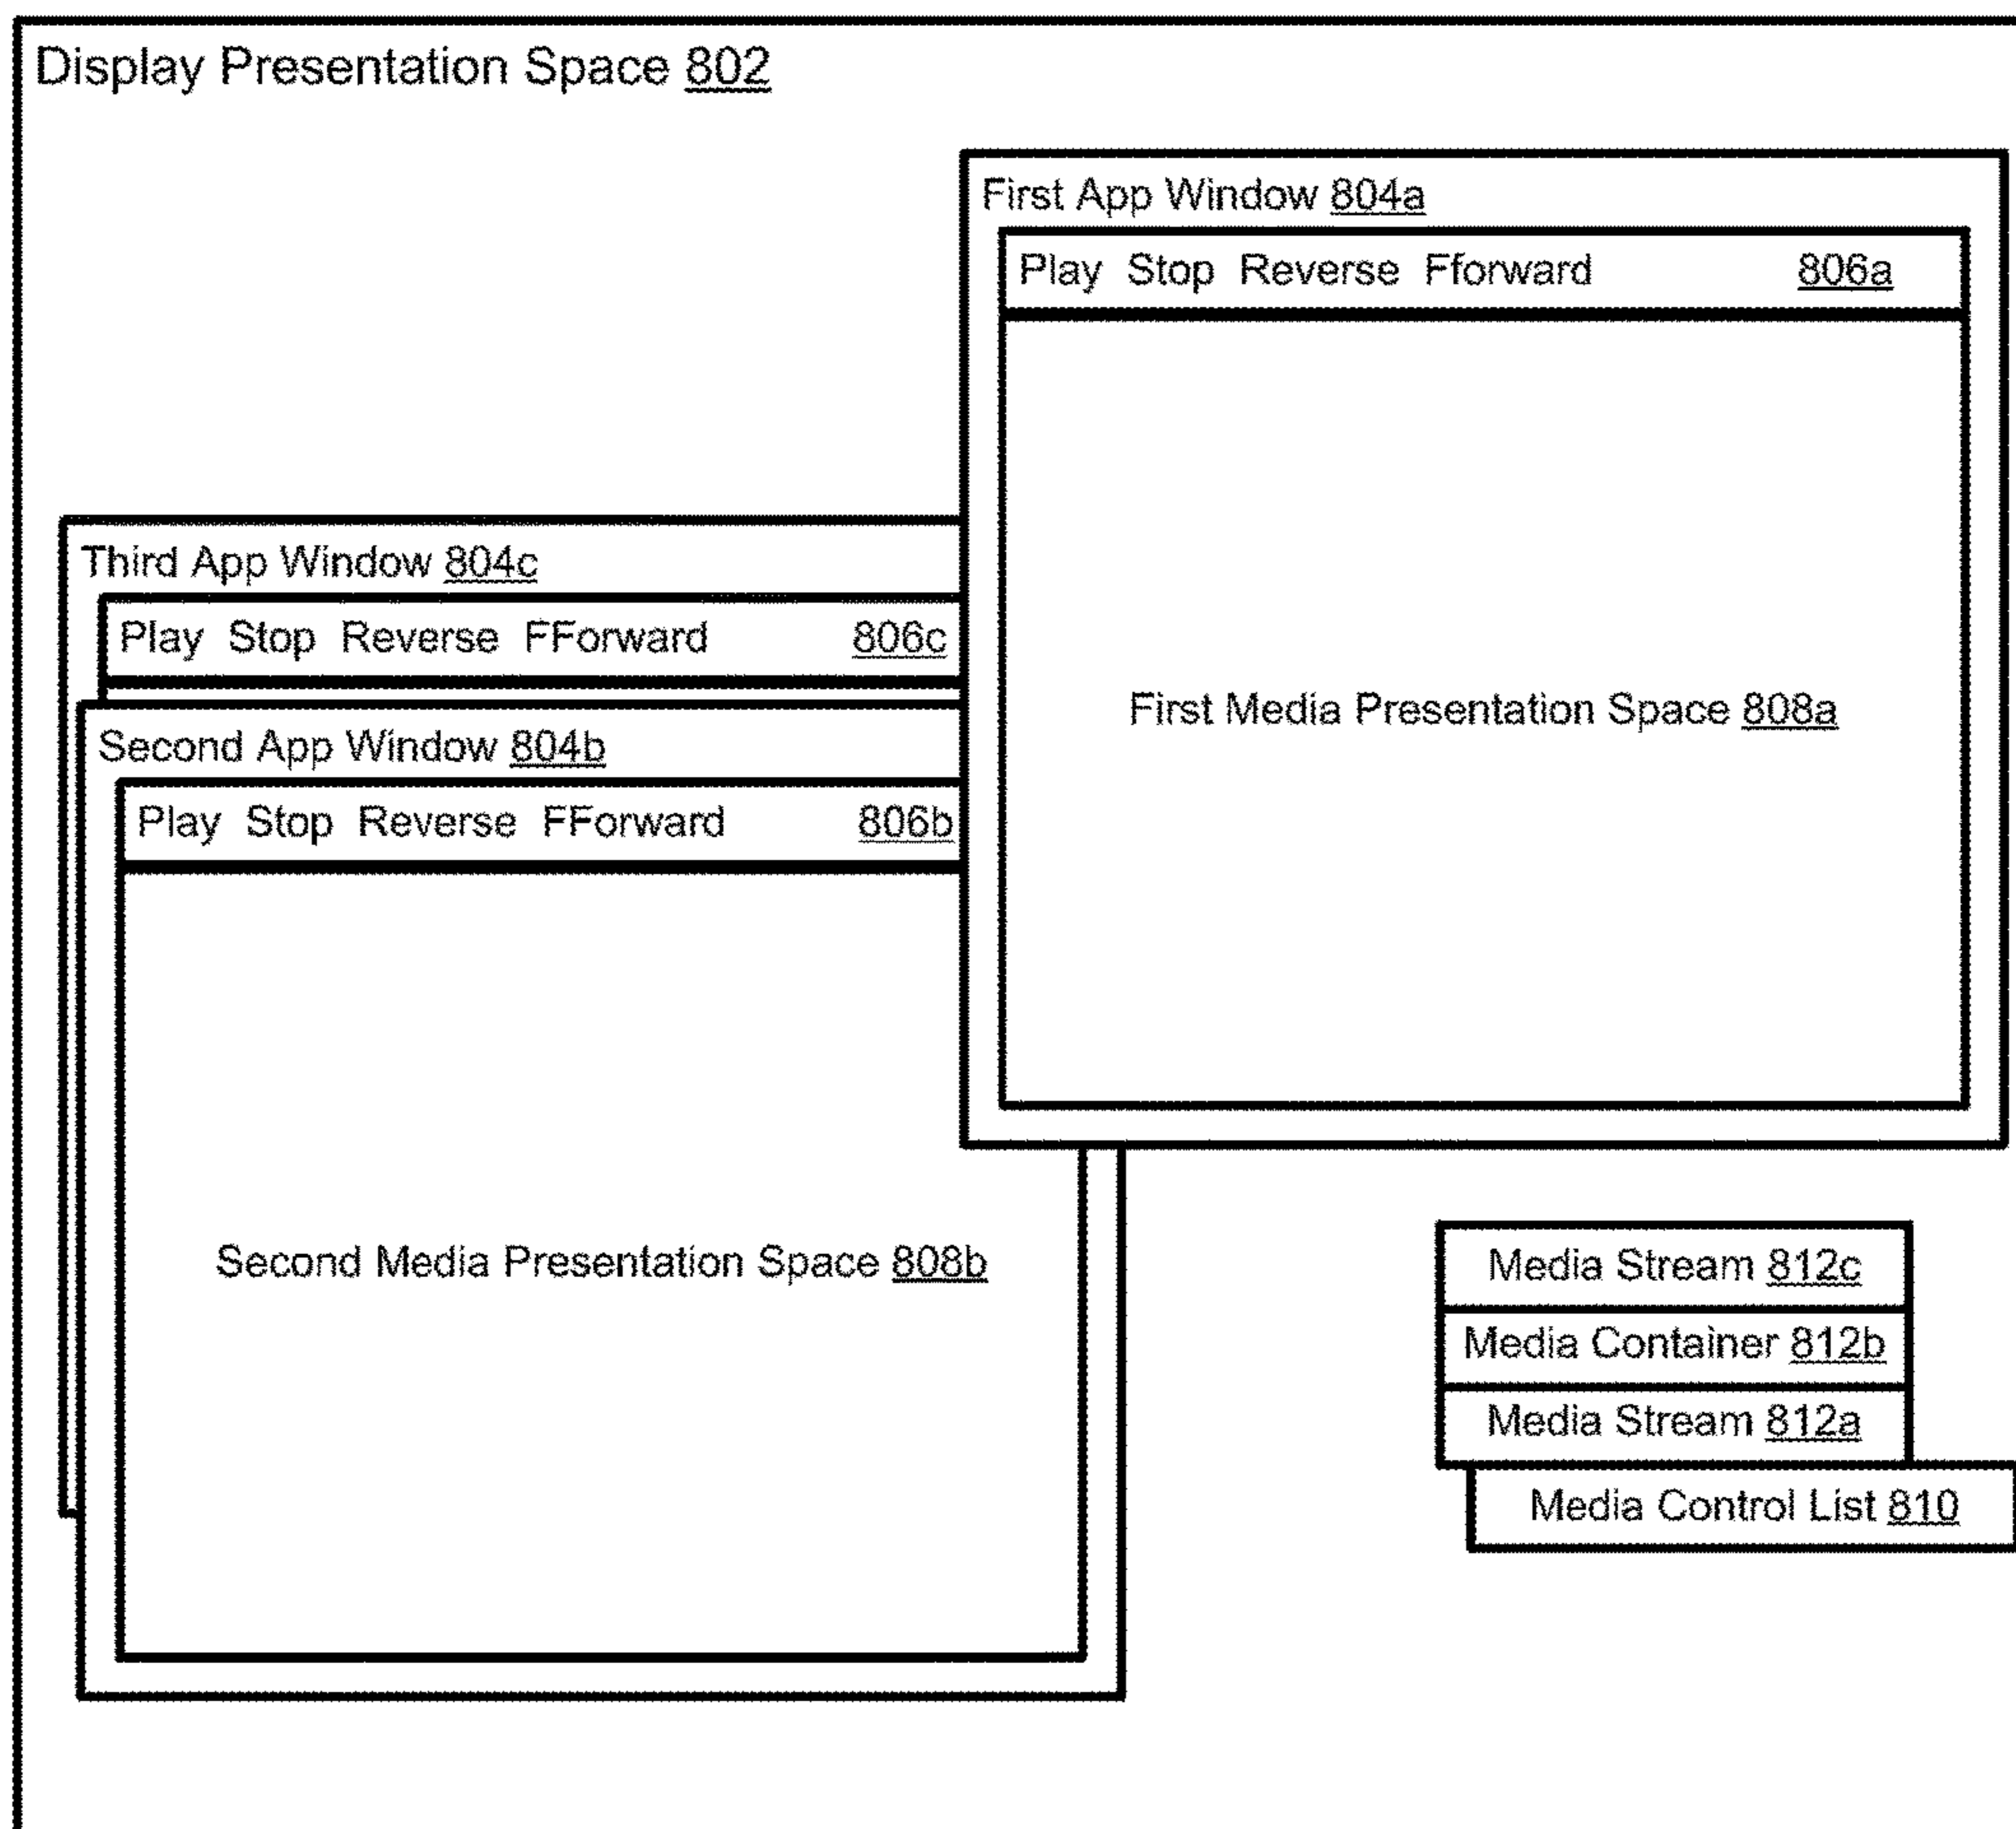 Display Presentation Space 802
First App Window 804a
Play Stop Reverse Fforward 806a
First Media Presentation Space 808a
Third App Window 804c
Play Stop Reverse FForward 806c
Second App Window 804b
Play Stop Reverse FForward 806b
Second Media Presentation Space 808b
Media Stream 812c
Media Container 812b
Media Stream 812a
Media Control List 810